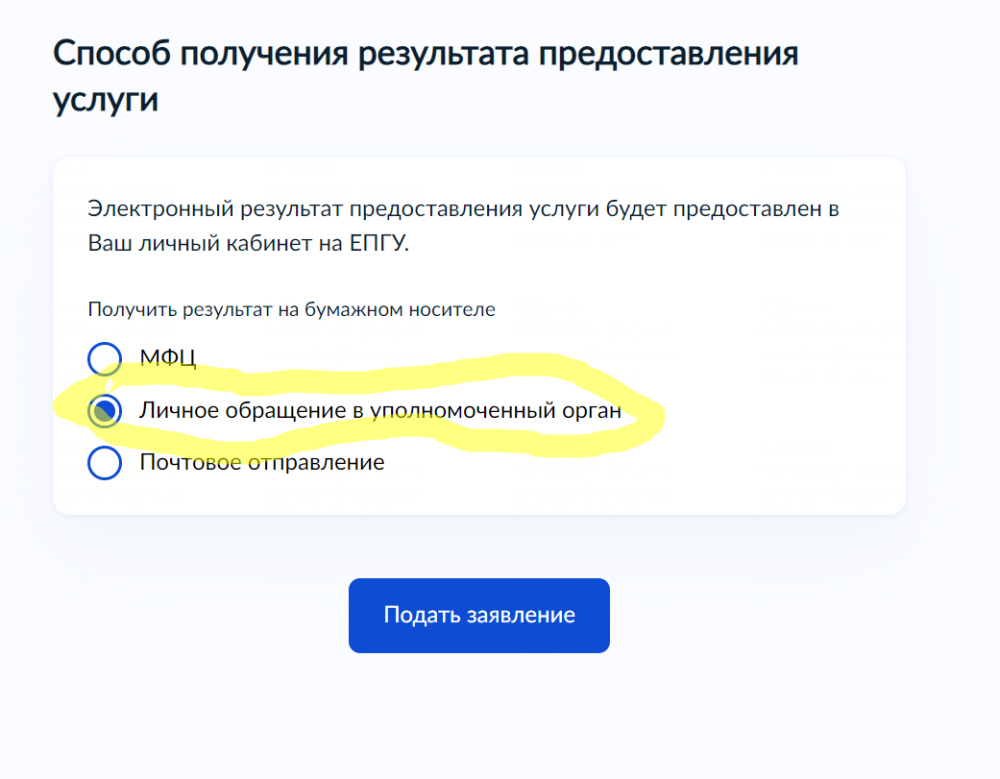 Способ получения результата предоставления
услуги
Электронный результат предоставления услуги будет предоставлен в
Ваш личный кабинет на ЕПГУ.
Получить результат на бумажном носителе
МФЦ
Личное обращение в уполномоченный орган
Почтовое отправление
Подать заявление